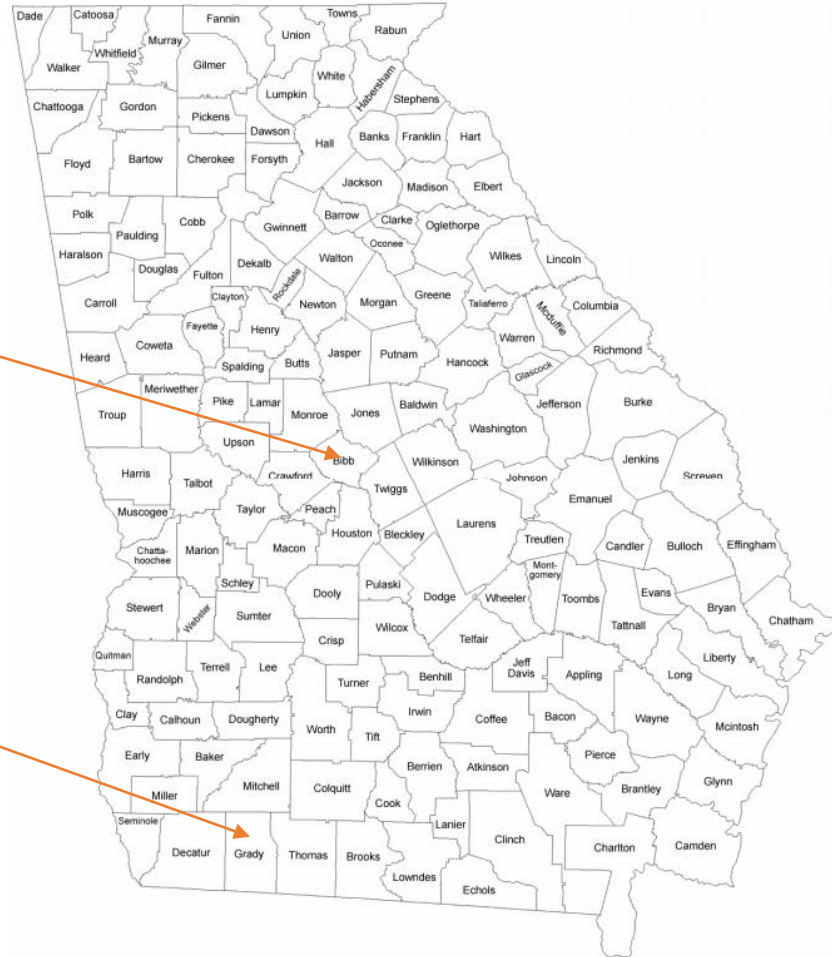 Dade
Catoosa
Fannin
Towns
Union
Rabun
Murray
Whitfield
Walker
Gilmer
White
Habersham
Lumpkin
Stephens
Chattooga
Gordon
Pickens
Dawson
Hall
Banks
Franklin
Hart
Floyd
Bartow
Cherokee
Forsyth
Jackson
Madison
Elbert
Polk
Paulding
Cobb
Gwinnett
Barrow
Clarke
Oglethorpe
Oconee
Haralson
Douglas
Fulton
Dekalb
Rockdale
Walton
Wilkes
Lincoln
Carroll
Clayton
Newton
Morgan
Greene
Taliaferro
Mcduffie
Columbia
Fayette
Henry
Warren
Richmond
Heard
Coweta
Spalding
Butts
Jasper
Putnam
Hancock
Glascock
Meriwether
Troup
Pike
Lamar
Monroe
Jones
Baldwin
Washington
Jefferson
Burke
Upson
Bibb
Wilkinson
Harris
Talbot
Crawford
Twiggs
Johnson
Jenkins
Screven
Emanuel
Muscogee
Taylor
Peach
Houston
Bleckley
Laurens
Treutlen
Candler
Bulloch
Effingham
Chatta-
hoochee
Marion
Macon
Schley
Dooly
Pulaski
Dodge
Wheeler
Mont-
gomery
Toombs
Evans
Bryan
Chatham
Stewert
Webster
Sumter
Crisp
Wilcox
Telfair
Tattnall
Quitman
Randolph
Terrell
Lee
Turner
Benhill
Jeff
Davis
Appling
Long
Liberty
Clay
Calhoun
Dougherty
Worth
Tift
Irwin
Coffee
Bacon
Wayne
Mcintosh
Early
Baker
Mitchell
Colquitt
Berrien
Atkinson
Pierce
Brantley
Glynn
Miller
Cook
Ware
Seminole
Decatur
Grady
Thomas
Brooks
Lanier
Clinch
Charlton
Camden
Lowndes
Echols